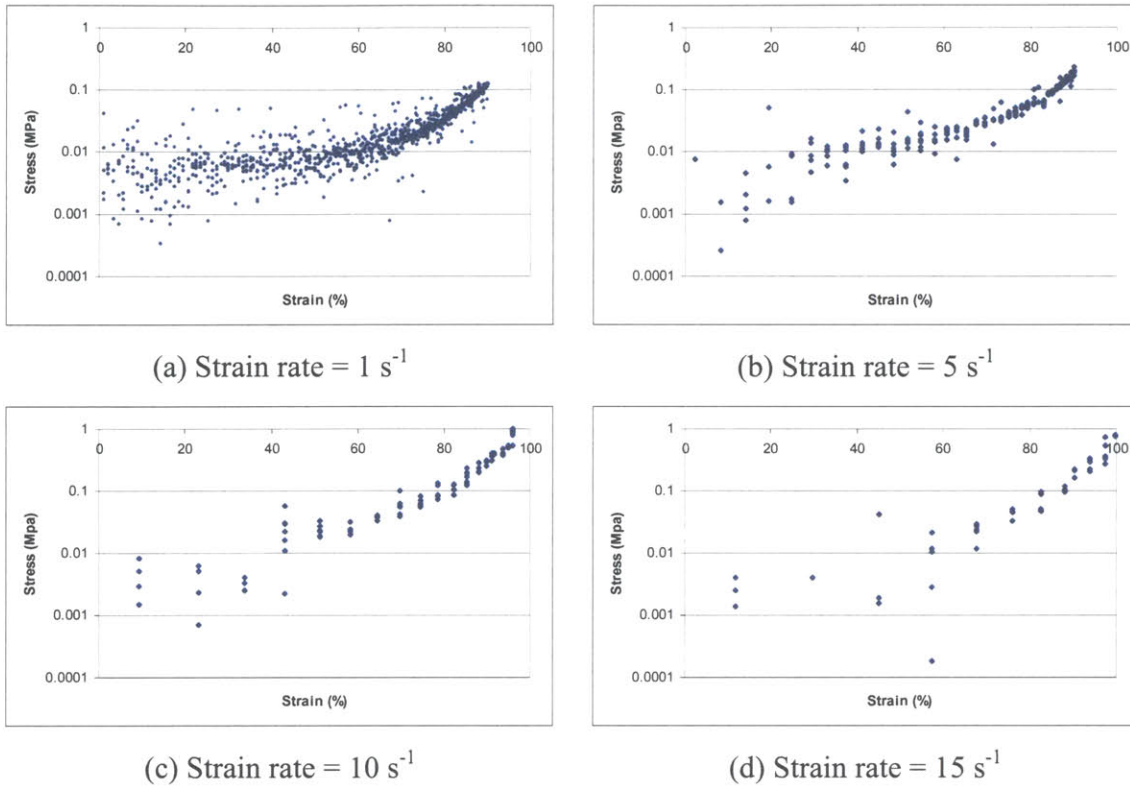 1
0 20 40 60 80 100
0.1
0.01
0.001
0.0001
Stress (MPa)
Strain (%)
(a) Strain rate = 1 s⁻¹
1
0 20 40 60 80 100
0.1
0.01
0.001
0.0001
Stress (Mpa)
Strain (%)
(b) Strain rate = 5 s⁻¹
1
0 20 40 60 80 100
0.1
0.01
0.001
0.0001
Stress (Mpa)
Strain (%)
(c) Strain rate = 10 s⁻¹
1
0 20 40 60 80 100
0.1
0.01
0.001
0.0001
Stress (Mpa)
Strain (%)
(d) Strain rate = 15 s⁻¹